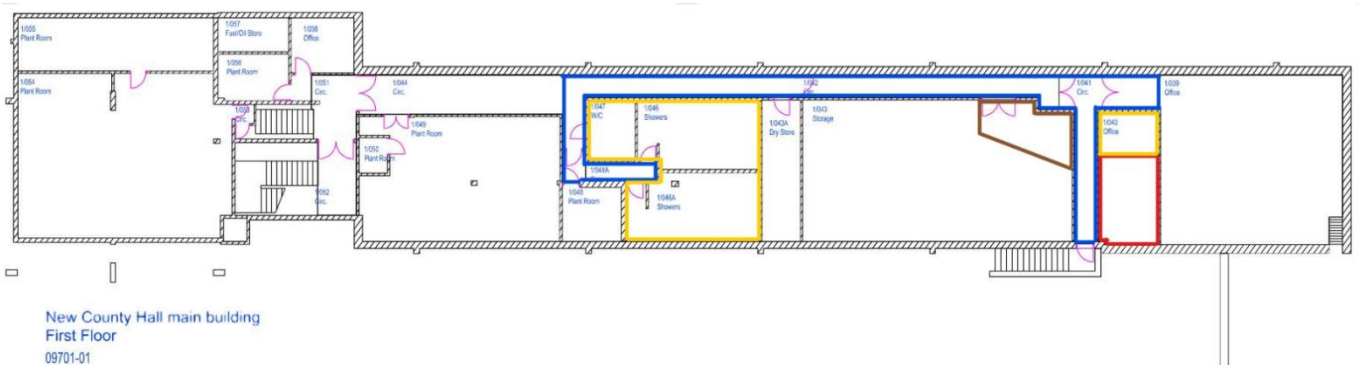 1/055
Plant Room
1/057
Fuel/Oil Store
1/058
Office
1/054
Plant Room
1/056
Plant Room
1/051
Circ.
1/044
Circ.
1/042
Circ.
1/041
Circ.
1/039
Office
Circ.
1/047
W/C
1/046
Showers
1/043A
Dry Store
1/043
Storage
1/040
Office
1/049
Plant Room
1/050
Plant Room
1/048A
1/052
Circ.
1/048
Plant Room
1/046A
Showers
New County Hall main building
First Floor
09701-01